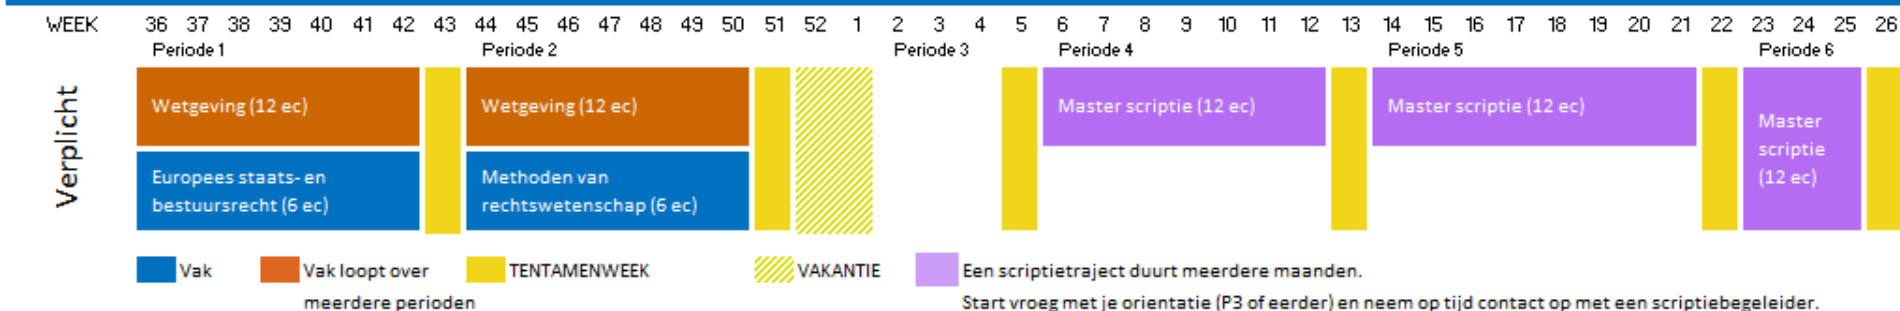 WEEK 36 37 38 39 40 41 42 43 44 45 46 47 48 49 50 51 52 1 2 3 4 5 6 7 8 9 10 11 12 13 14 15 16 17 18 19 20 21 22 23 24 25 26
Periode 1 Periode 2 Periode 3 Periode 4 Periode 5 Periode 6
Verplicht
Wetgeving (12 ec)
Wetgeving (12 ec)
Master scriptie (12 ec)
Master scriptie (12 ec)
Master
scriptie
(12 ec)
Europees staats- en
bestuursrecht (6 ec)
Methoden van
rechtswetenschap (6 ec)
Vak
Vak loopt over
meerdere perioden
TENTAMENWEEK
VAKANTIE
Een scriptietraject duurt meerdere maanden.
Start vroeg met je orientatie (P3 of eerder) en neem op tijd contact op met een scriptiebegeleider.